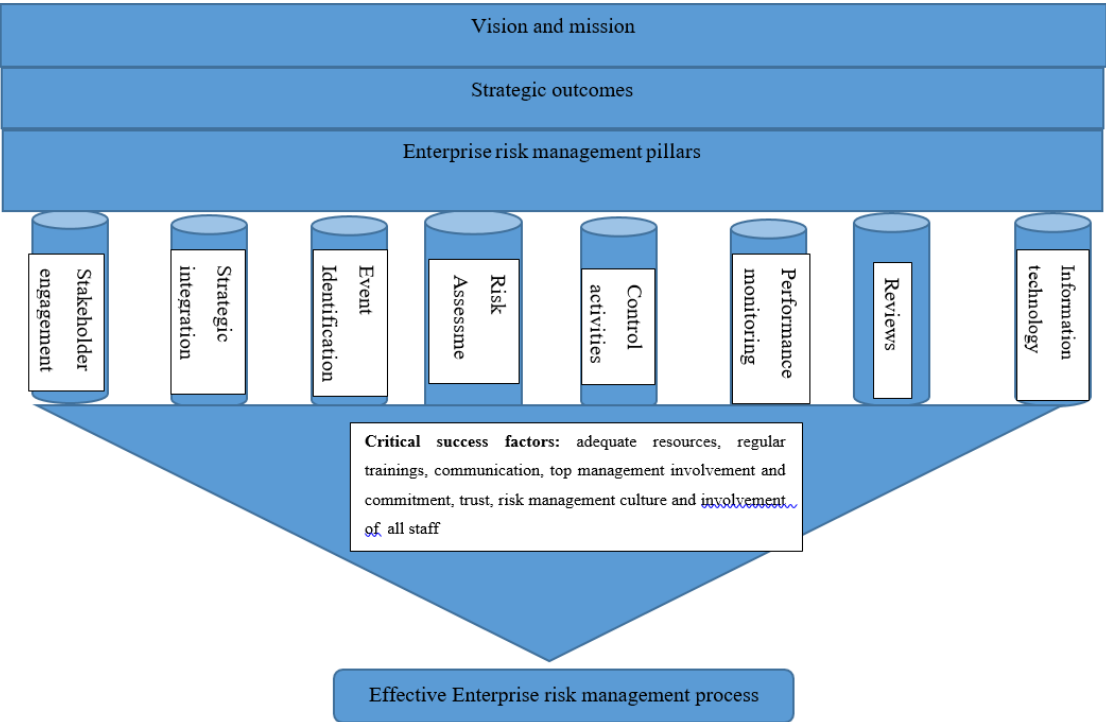 Vision and mission
Strategic outcomes
Enterprise risk management pillars
Stakeholder
engagement
Strategic
integration
Event
Identification
Risk
Assessme
Control
activities
Performance
monitoring
Reviews
Information
technology
Critical success factors: adequate resources, regular
trainings, communication, top management involvement and
commitment, trust, risk management culture and involvement
of all staff
Effective Enterprise risk management process